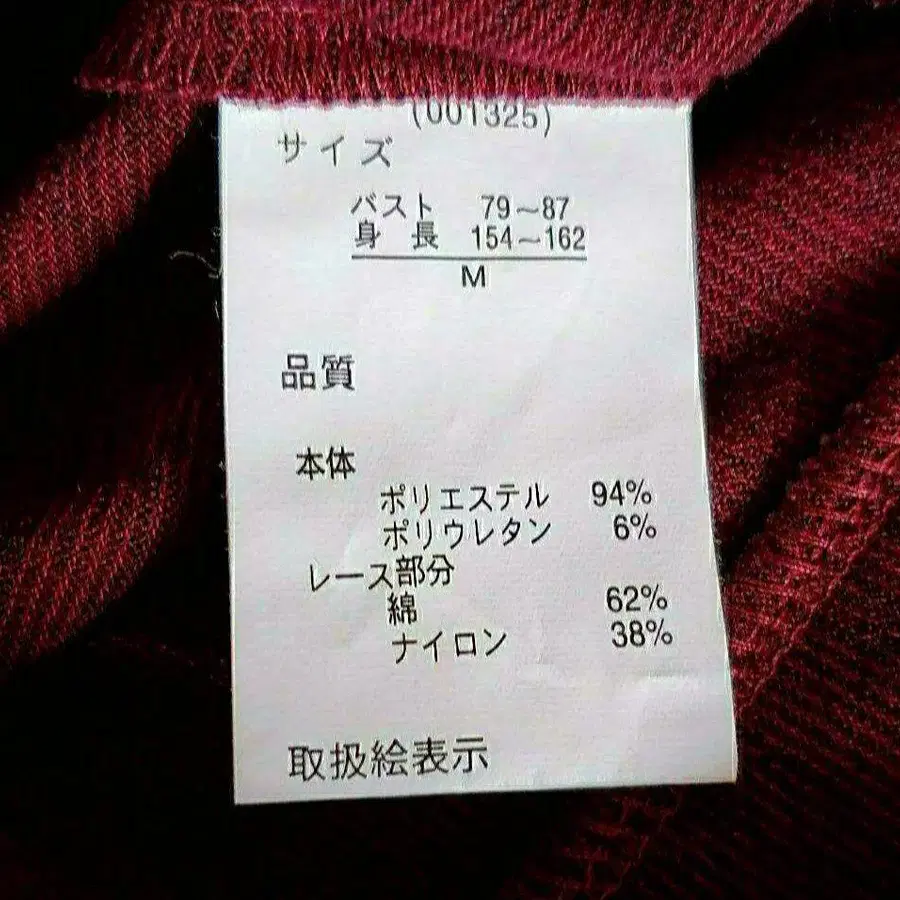 (001325)
サイズ
バスト 79～87
身 長 154～162
M
品質
本体
ポリエステル 94%
ポリウレタン 6%
レース部分
綿 62%
ナイロン 38%
取扱絵表示